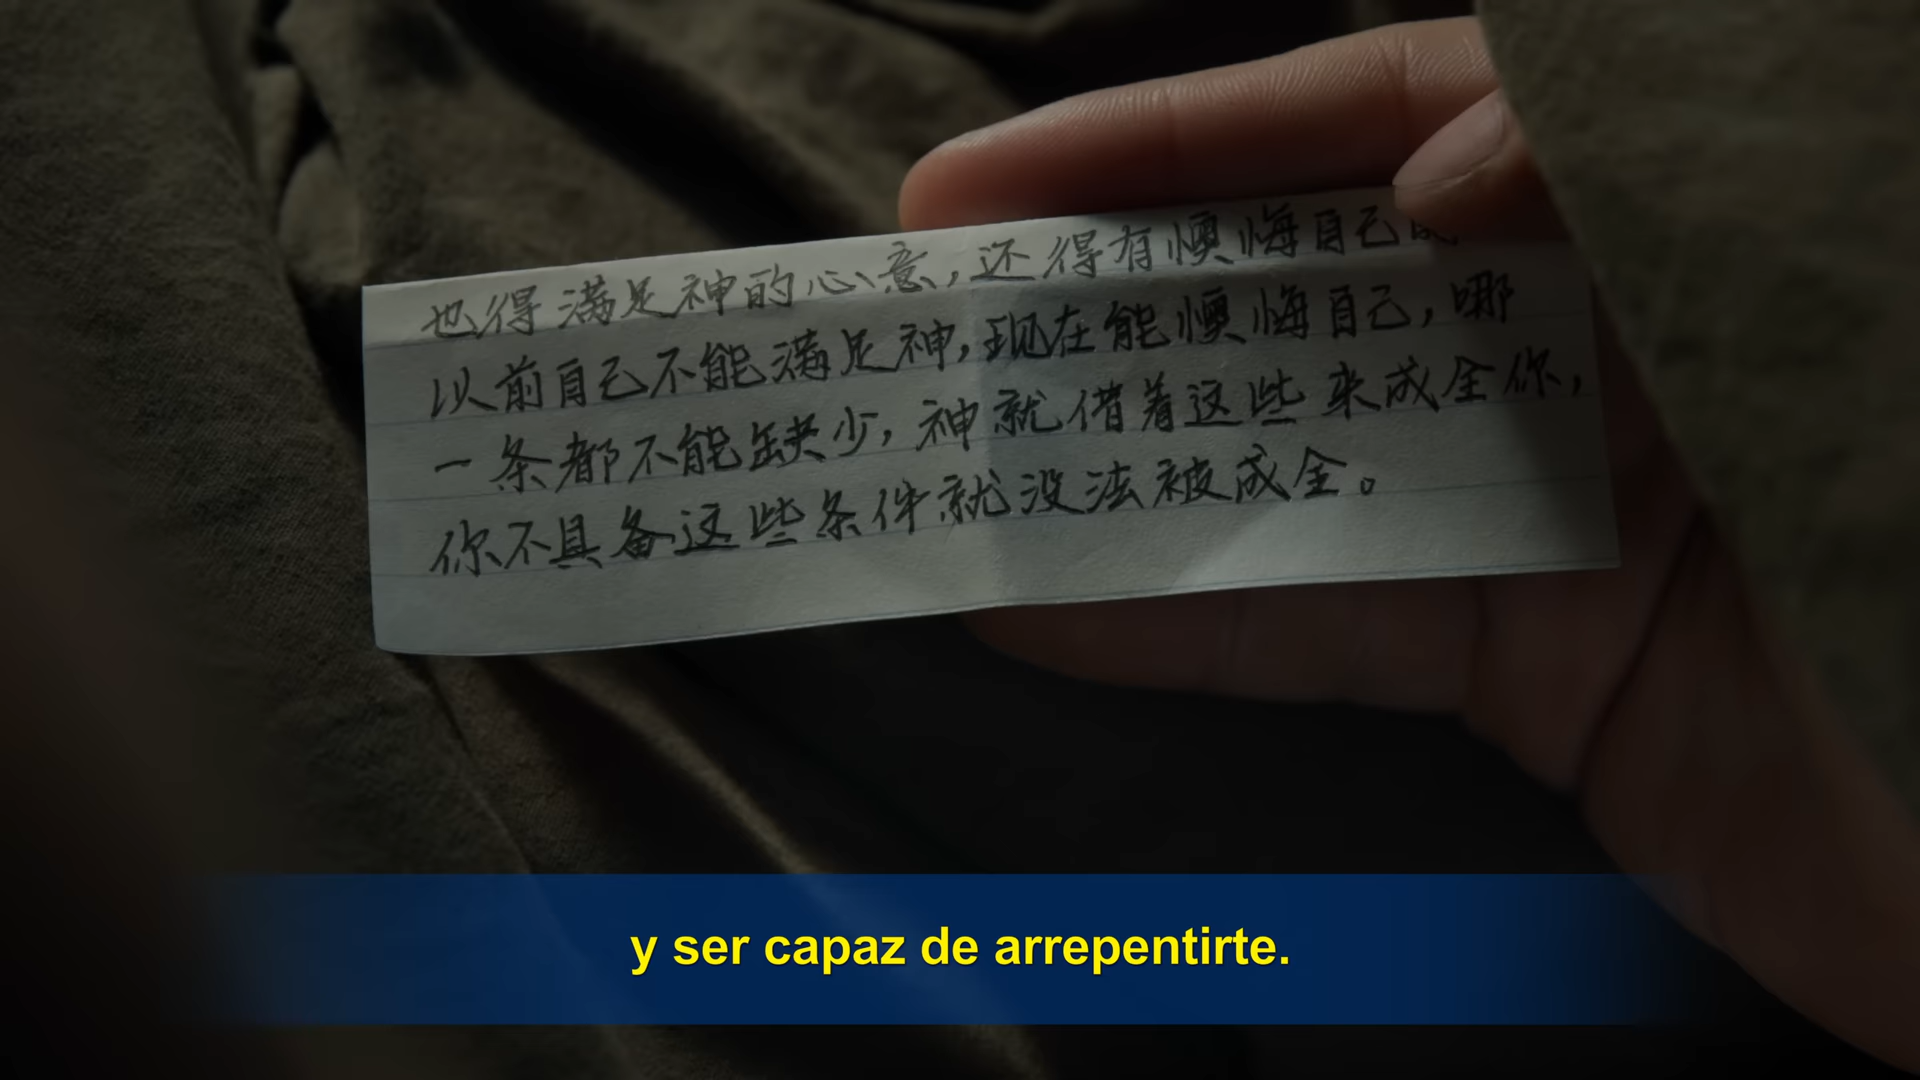 也得满足神的心意，还得有懊悔自己
以前自己不能满足神，现在能懊悔自己，哪
一条都不能缺少，神就借着这些来成全你，
你不具备这些条件就没法被成全。
y ser capaz de arrepentirte.